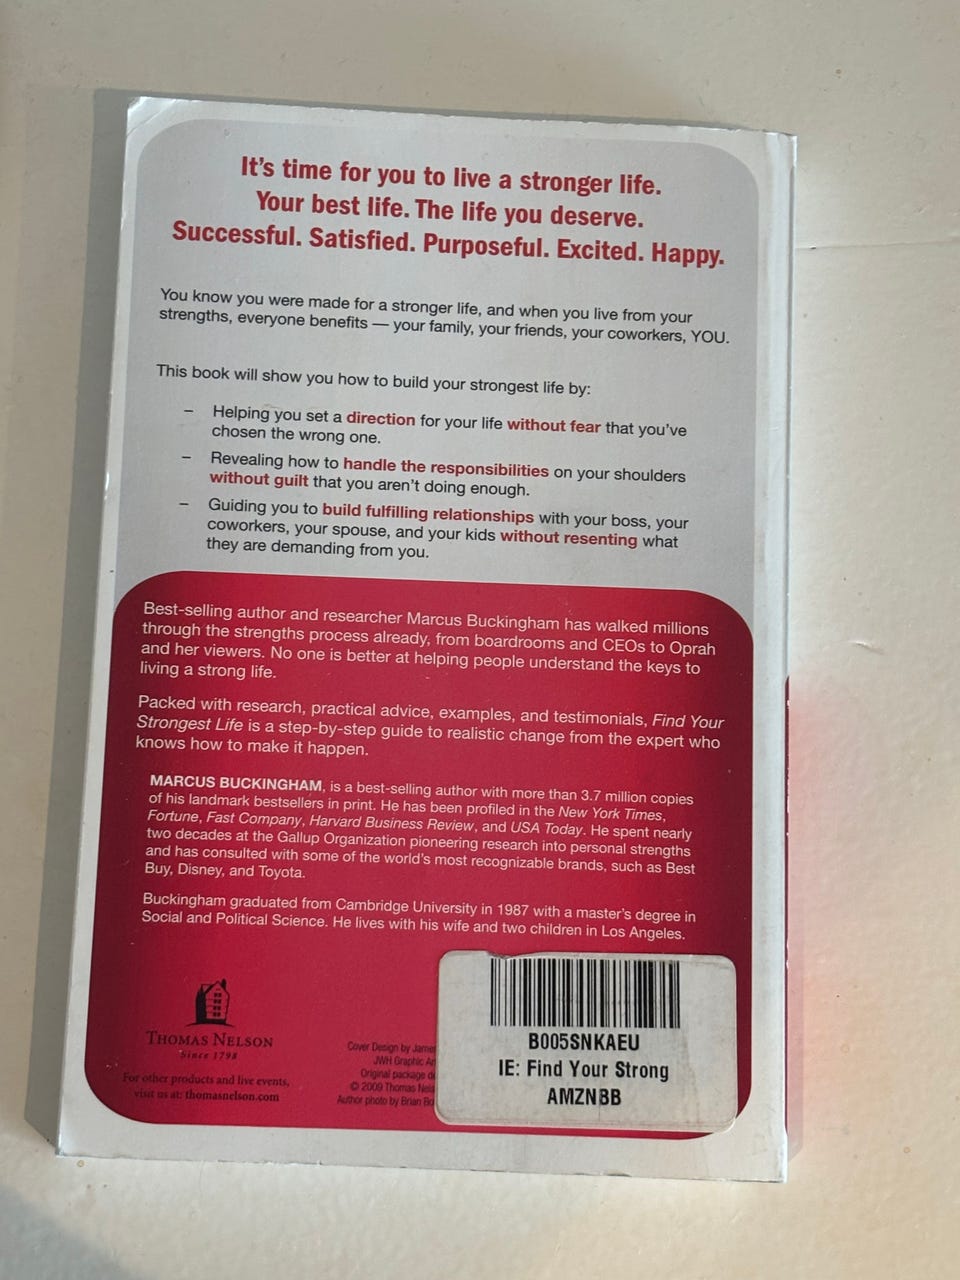 It's time for you to live a stronger life.
Your best life. The life you deserve.
Successful. Satisfied. Purposeful. Excited. Happy.
You know you were made for a stronger life, and when you live from your
strengths, everyone benefits — your family, your friends, your coworkers, YOU.
This book will show you how to build your strongest life by:
– Helping you set a direction for your life without fear that you've
chosen the wrong one.
– Revealing how to handle the responsibilities on your shoulders
without guilt that you aren't doing enough.
– Guiding you to build fulfilling relationships with your boss, your
coworkers, your spouse, and your kids without resenting what
they are demanding from you.
Best-selling author and researcher Marcus Buckingham has walked millions
through the strengths process already, from boardrooms and CEOs to Oprah
and her viewers. No one is better at helping people understand the keys to
living a strong life.
Packed with research, practical advice, examples, and testimonials, Find Your
Strongest Life is a step-by-step guide to realistic change from the expert who
knows how to make it happen.
MARCUS BUCKINGHAM, is a best-selling author with more than 3.7 million copies
of his landmark bestsellers in print. He has been profiled in the New York Times,
Fortune, Fast Company, Harvard Business Review, and USA Today. He spent nearly
two decades at the Gallup Organization pioneering research into personal strengths
and has consulted with some of the world's most recognizable brands, such as Best
Buy, Disney, and Toyota.
Buckingham graduated from Cambridge University in 1987 with a master's degree in
Social and Political Science. He lives with his wife and two children in Los Angeles.
THOMAS NELSON
Since 1798
For other products and live events,
visit us at: thomasnelson.com
Cover Design by
JWH Graphic
Original package
© 2009 Thomas
Author photo by Brian
B005SNKAEU
IE: Find Your Strong
AMZNBB